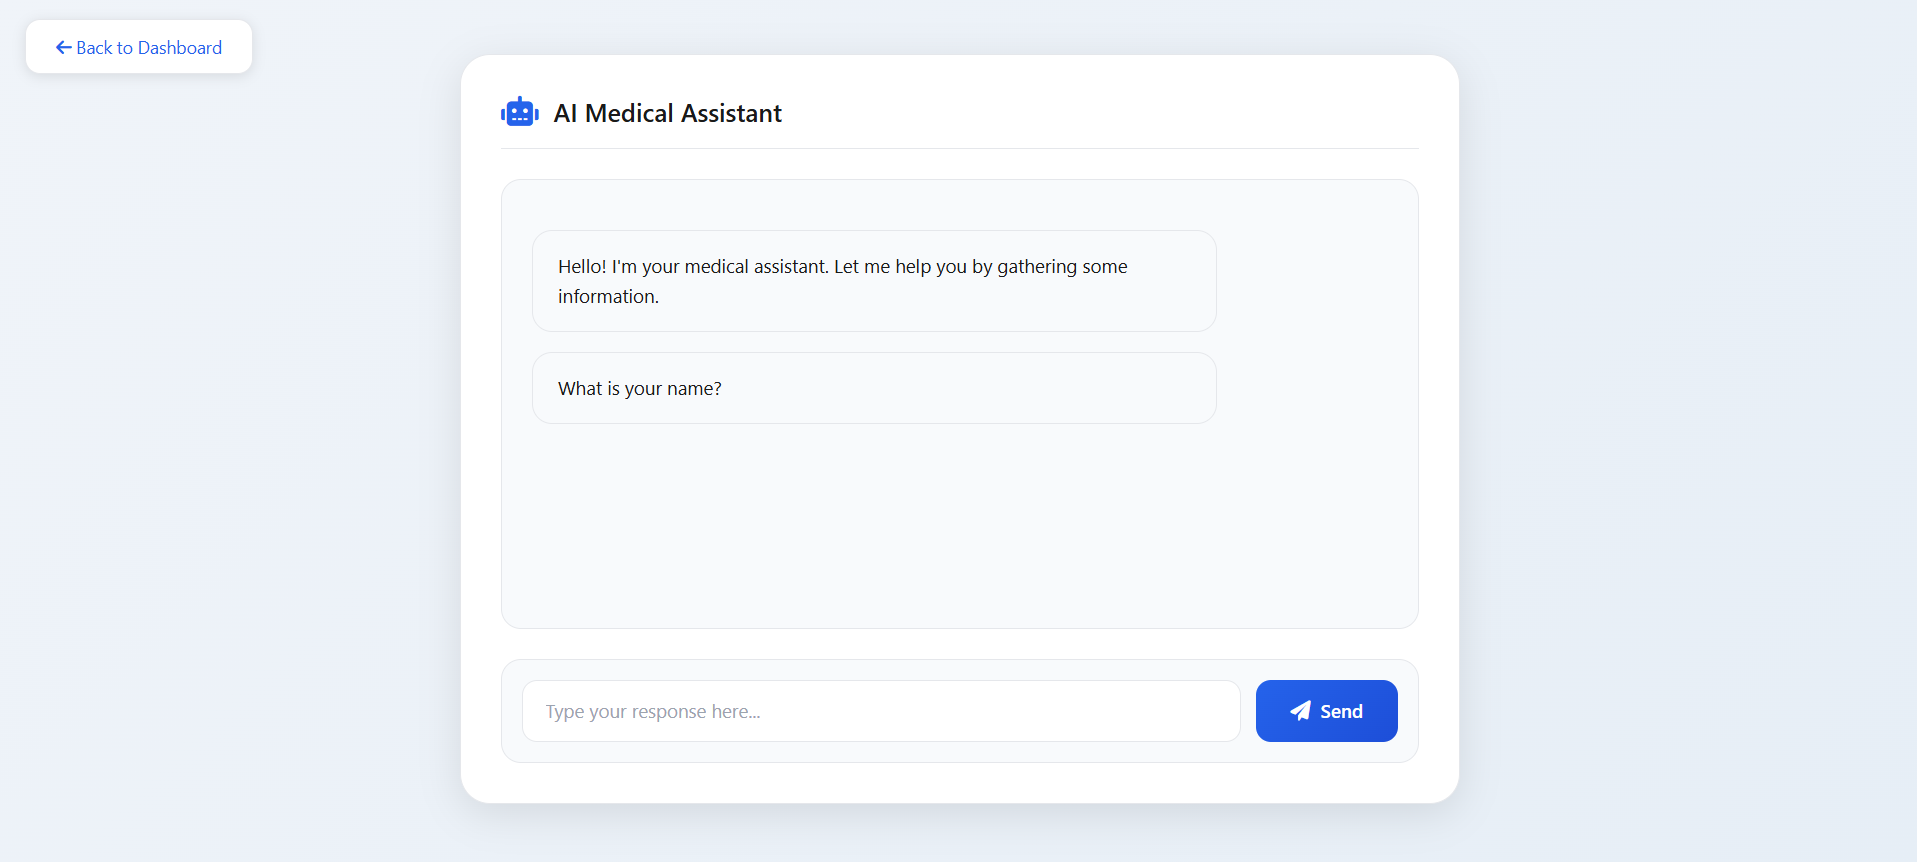 Back to Dashboard
AI Medical Assistant
Hello! I'm your medical assistant. Let me help you by gathering some
information.
What is your name?
Type your response here...
Send